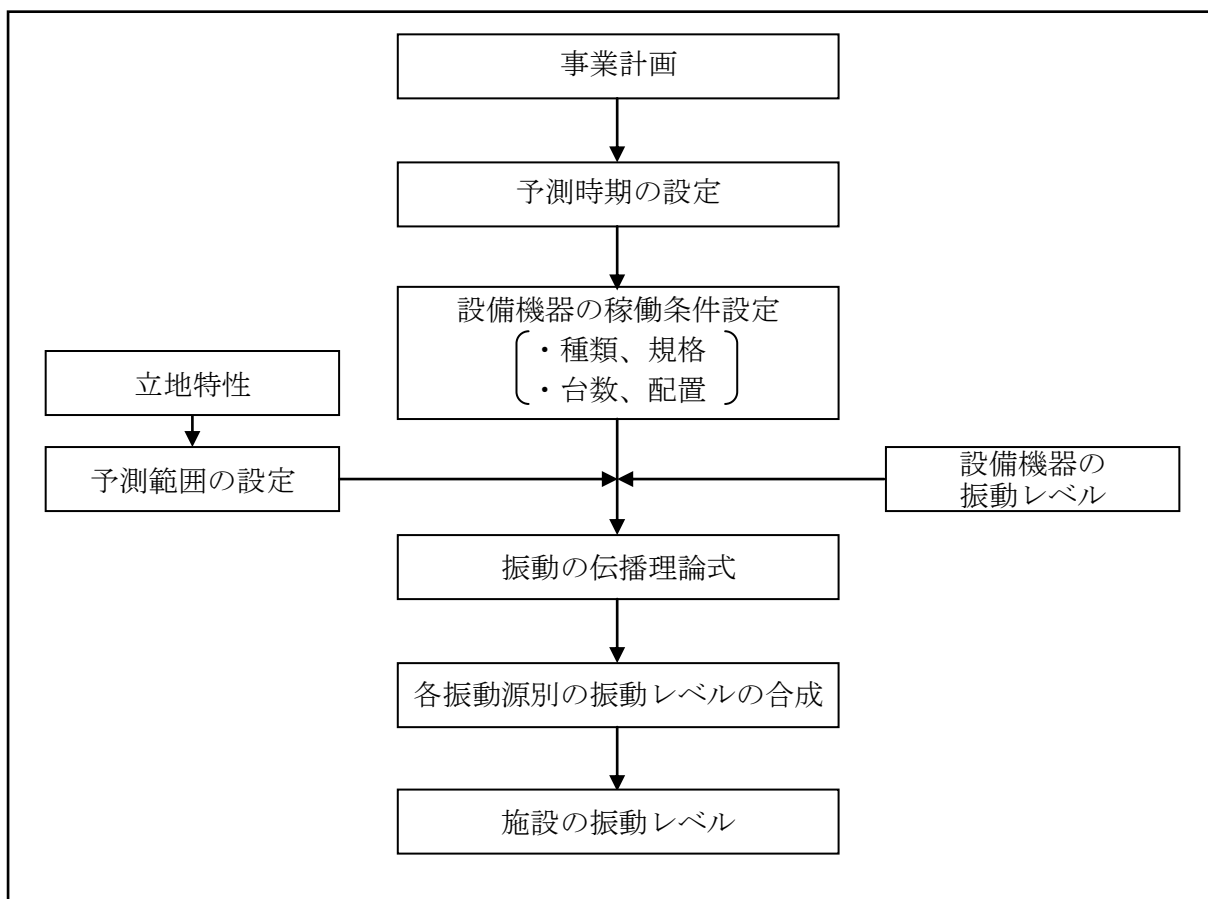 事業計画
予測時期の設定
設備機器の稼働条件設定
・種類、規格
・台数、配置
立地特性
予測範囲の設定
設備機器の
振動レベル
振動の伝播理論式
各振動源別の振動レベルの合成
施設の振動レベル